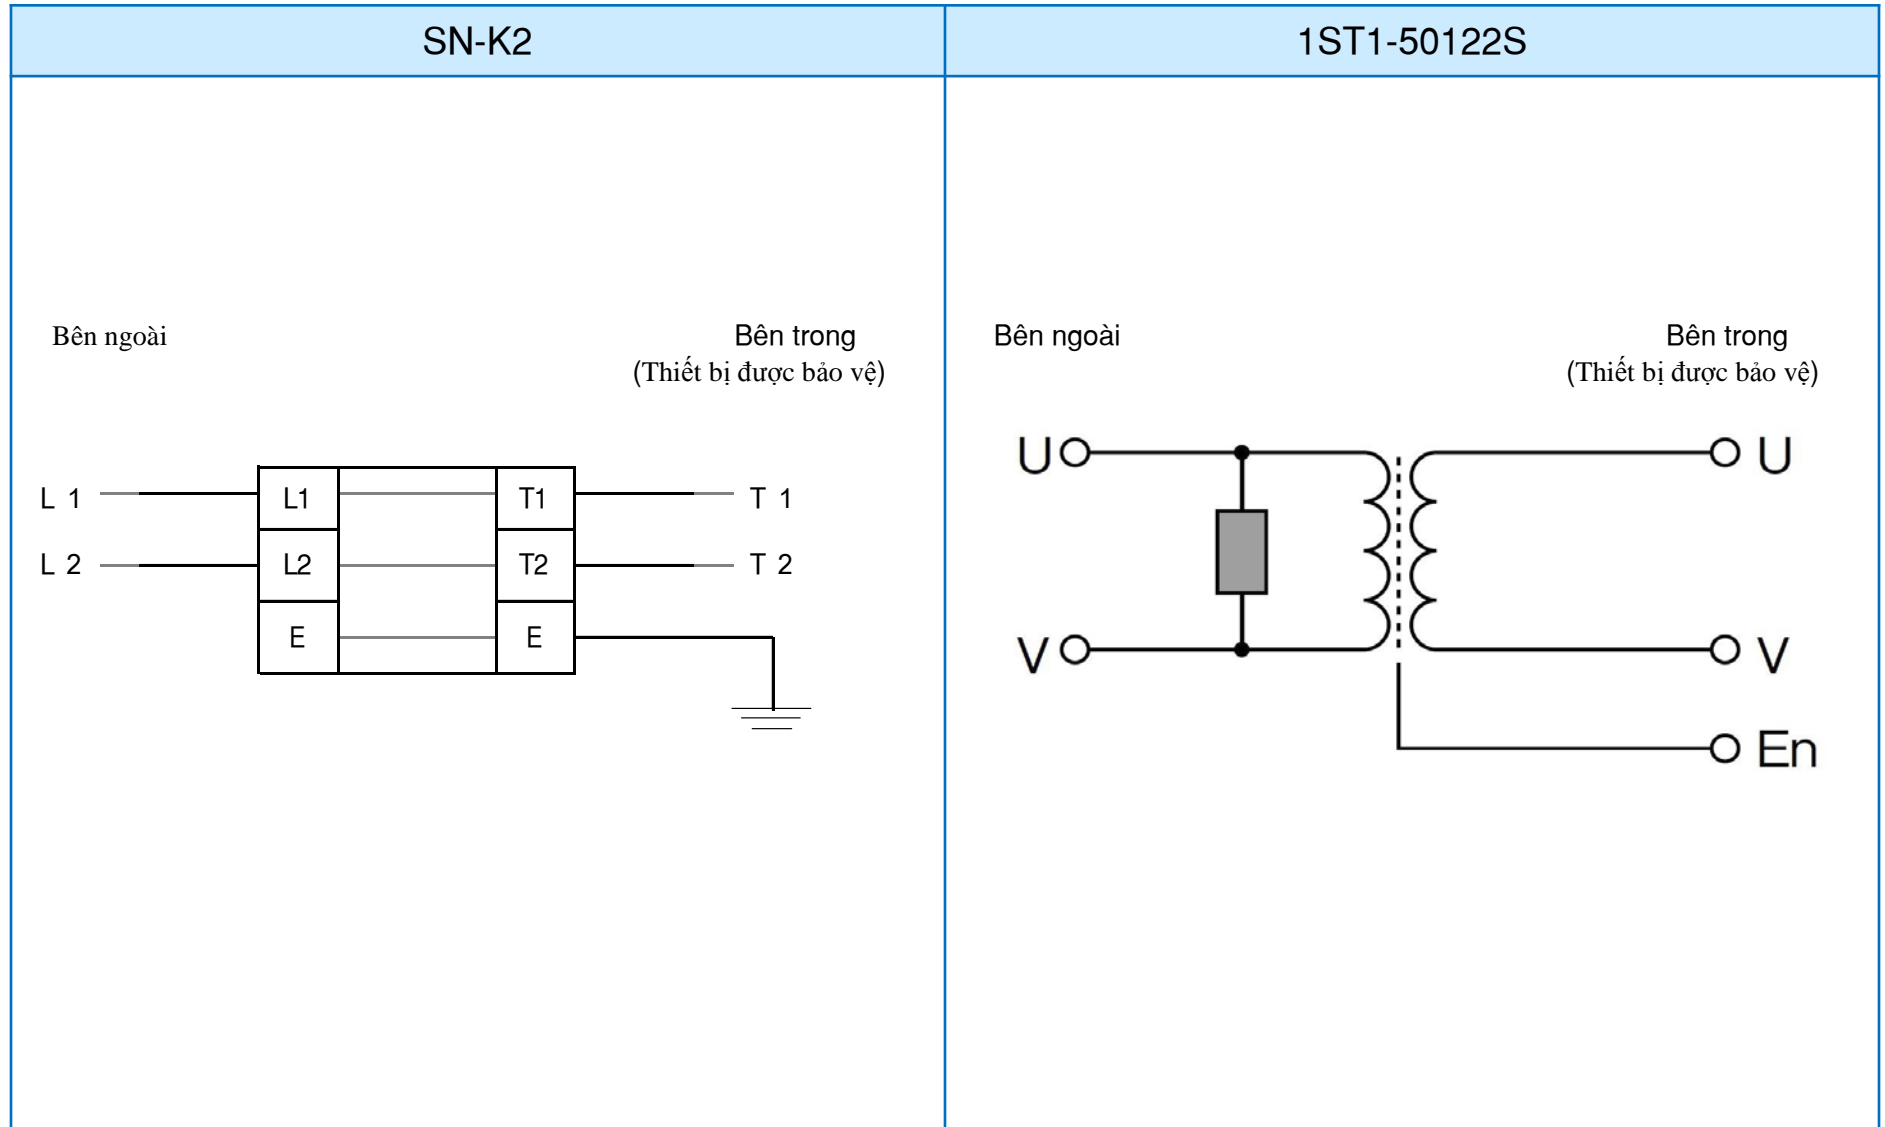 SN-K2
1ST1-50122S
Bên ngoài
Bên trong
(Thiết bị được bảo vệ)
L 1
L1
T1
T 1
L 2
L2
T2
T 2
E
E
Bên ngoài
Bên trong
(Thiết bị được bảo vệ)
U
U
V
V
En